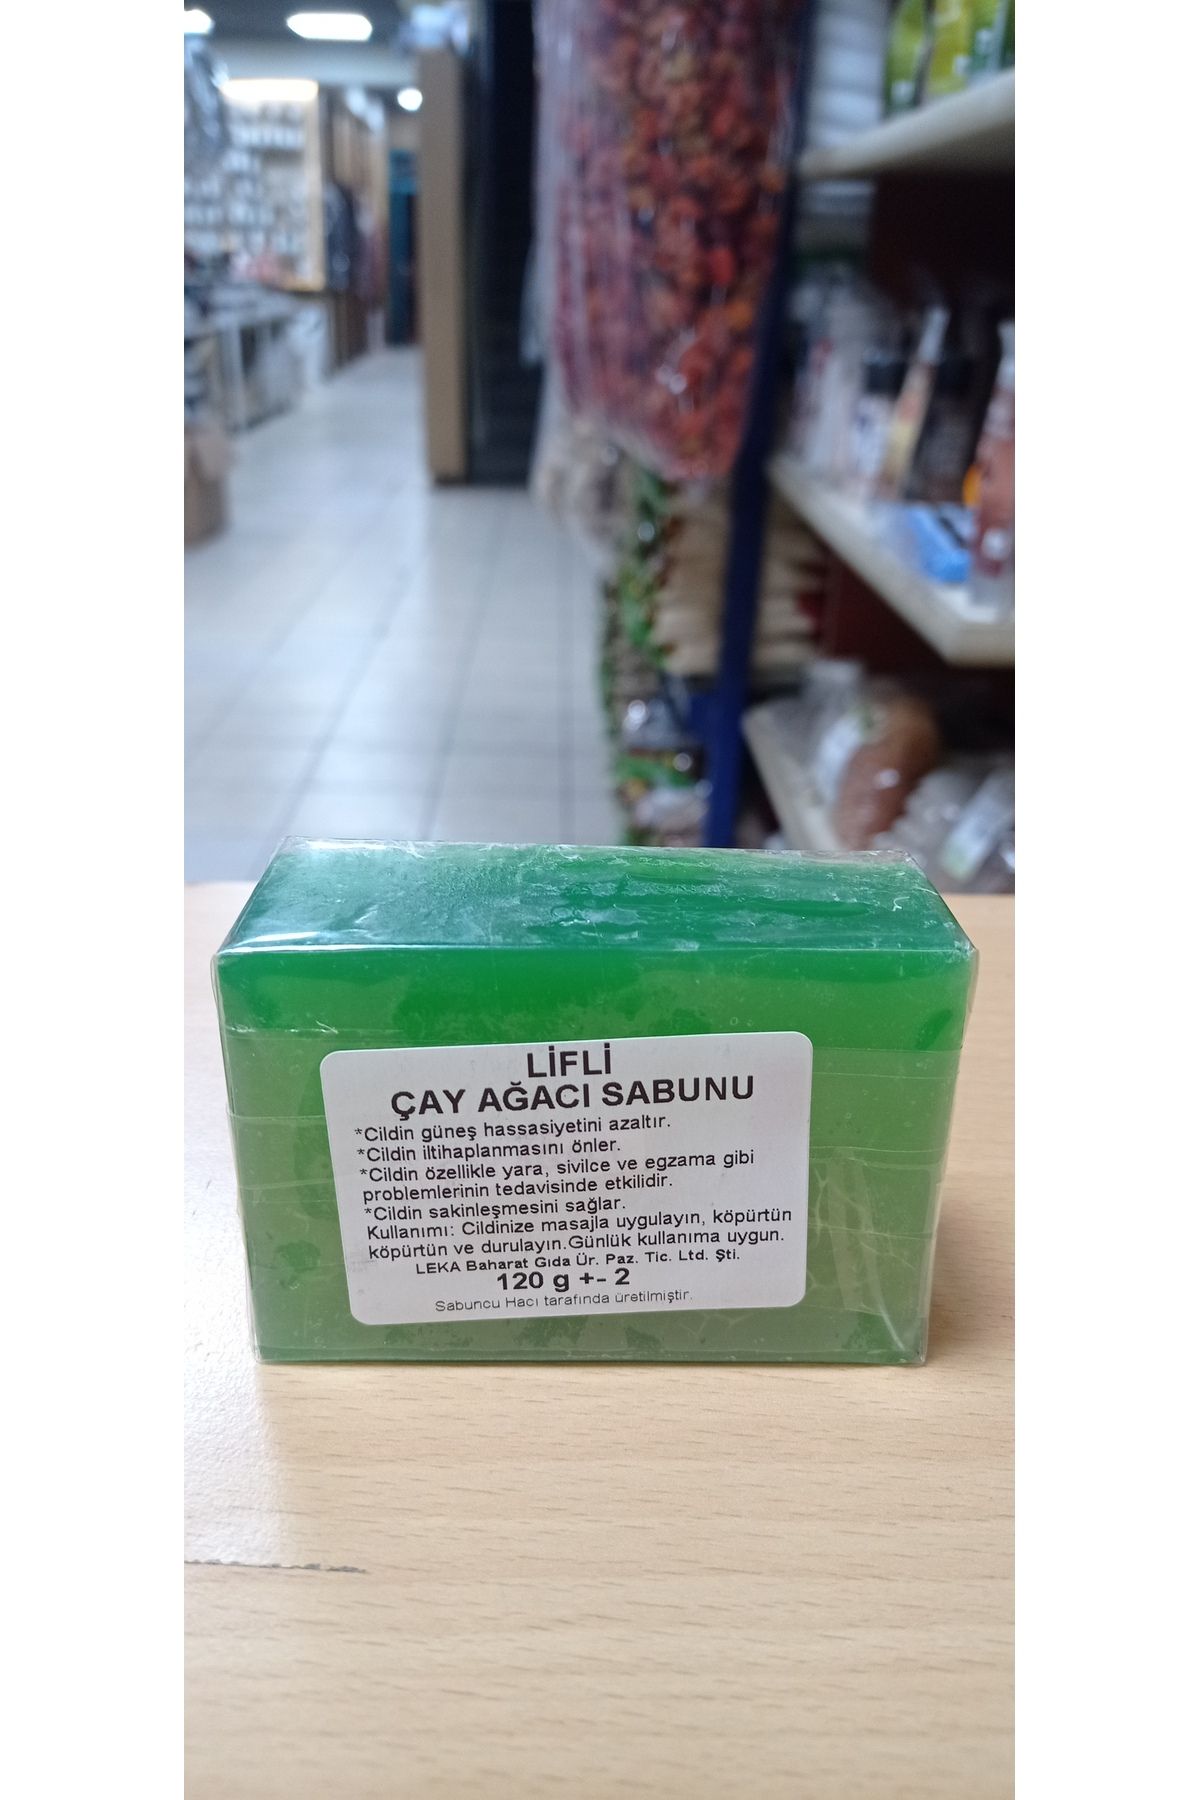 LİFLİ
ÇAY AĞACI SABUNU
*Cildin güneş hassasiyetini azaltır.
*Cildin iltihaplanmasını önler.
*Cildin özellikle yara, sivilce ve egzama gibi
problemlerinin tedavisinde etkilidir.
*Cildin sakinleşmesini sağlar.
Kullanımı: Cildinize masajla uygulayın, köpürtün
köpürtün ve durulayın.Günlük kullanıma uygun.
LEKA Baharat Gıda Ür. Paz. Tic. Ltd. Şti.
120 g +- 2
Sabuncu Hacı tarafında üretilmiştir.